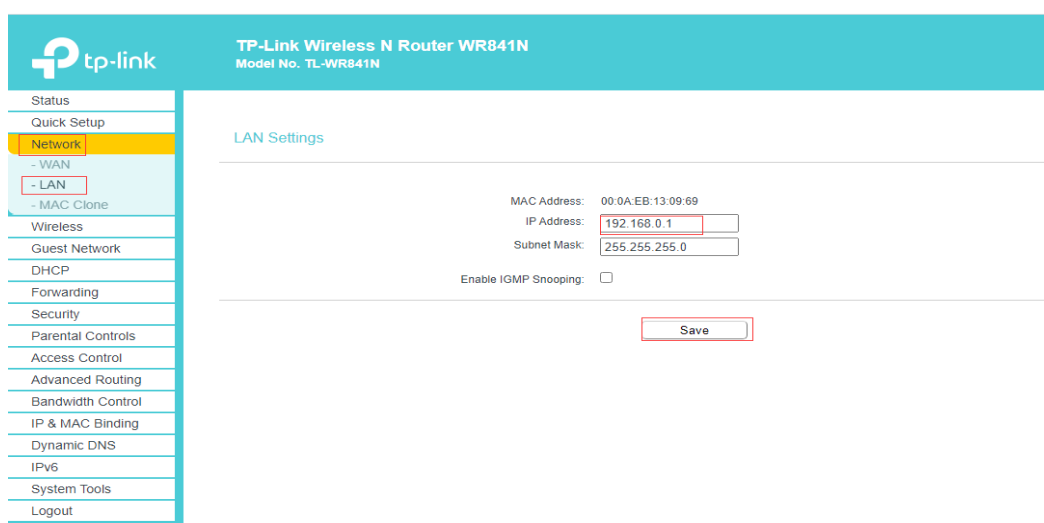 tp-link
TP-Link Wireless N Router WR841N
Model No. TL-WR841N
Status
Quick Setup
Network
- WAN
- LAN
- MAC Clone
Wireless
Guest Network
DHCP
Forwarding
Security
Parental Controls
Access Control
Advanced Routing
Bandwidth Control
IP & MAC Binding
Dynamic DNS
IPv6
System Tools
Logout
LAN Settings
MAC Address: 00:0A:EB:13:09:69
IP Address: 192.168.0.1
Subnet Mask: 255.255.255.0
Enable IGMP Snooping:
Save